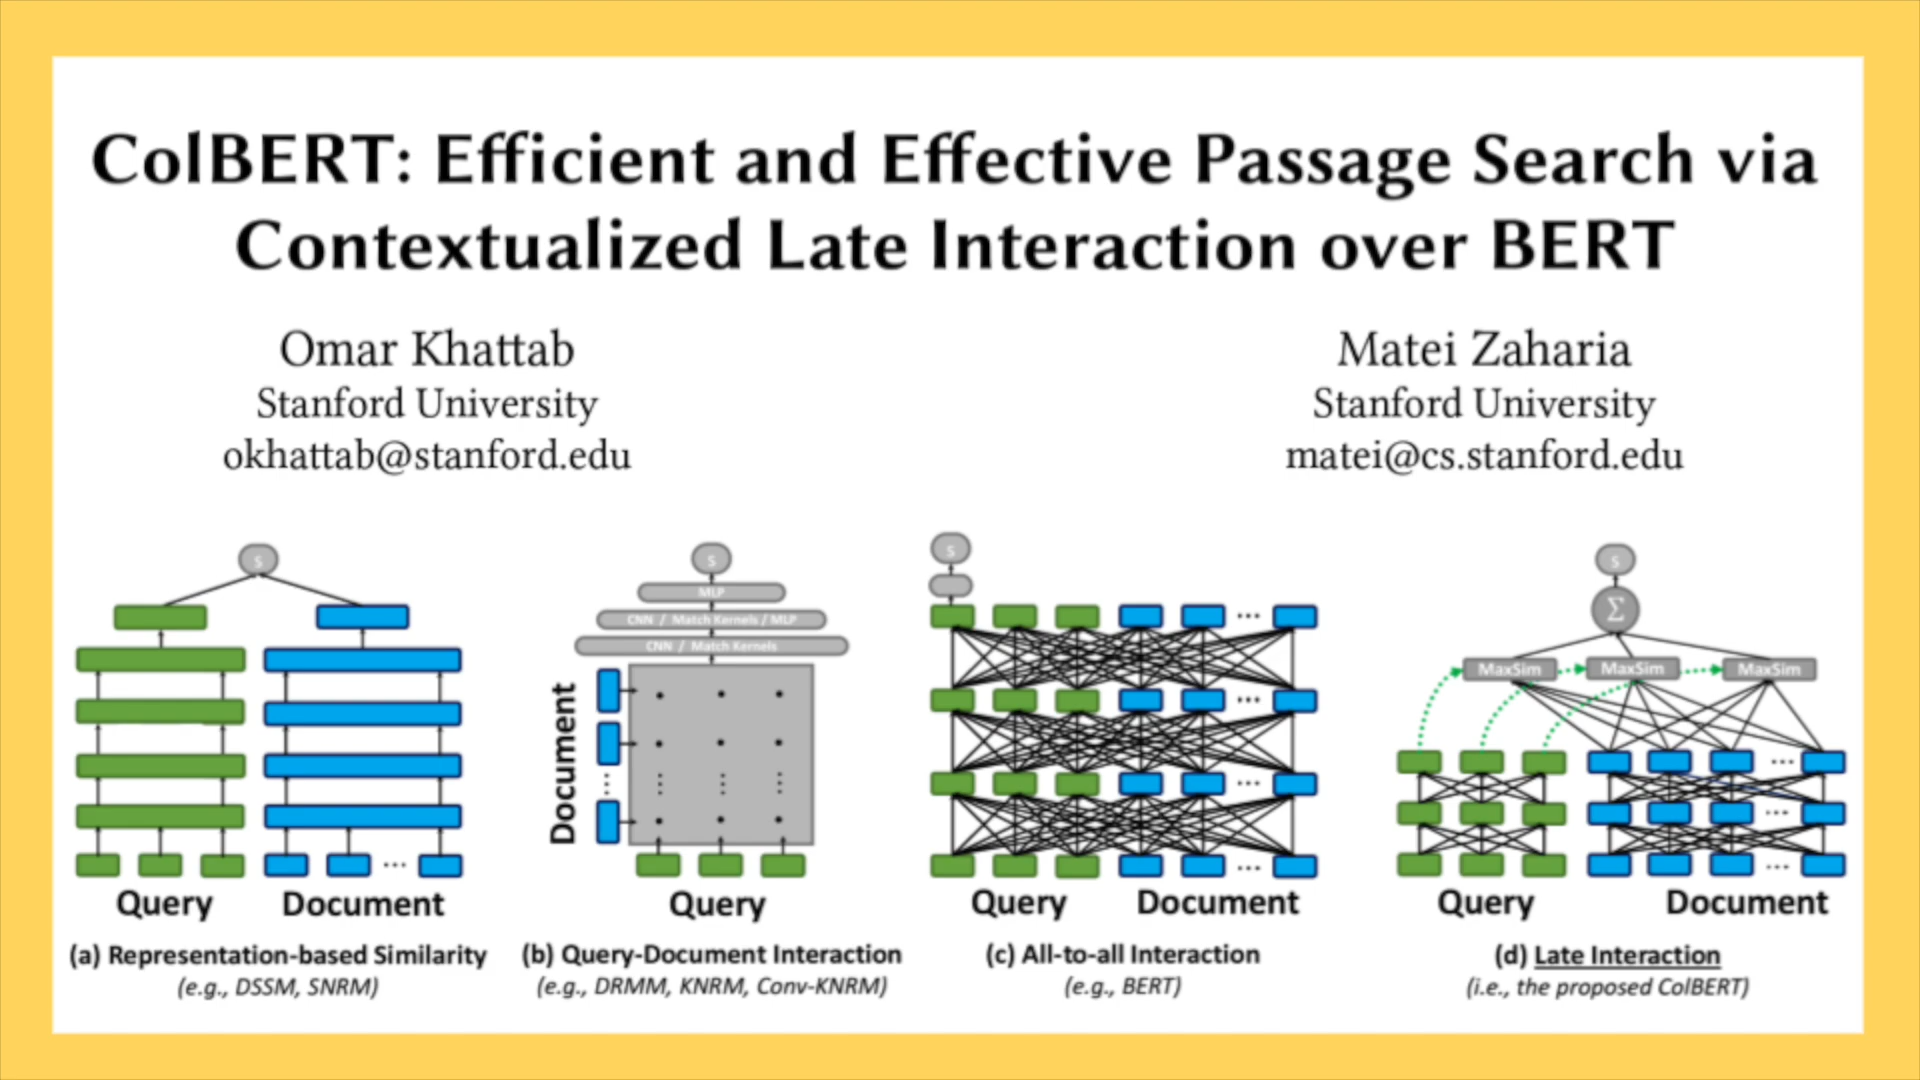 ColBERT: Efficient and Effective Passage Search via
Contextualized Late Interaction over BERT
Omar Khattab
Stanford University
okhattab@stanford.edu
Matei Zaharia
Stanford University
matei@cs.stanford.edu
s
Query
Document
(a) Representation-based Similarity
(e.g., DSSM, SNRM)
s
MLP
CNN / Match Kernels / MLP
CNN / Match Kernels
Document
Query
(b) Query-Document Interaction
(e.g., DRMM, KNRM, Conv-KNRM)
s
Query
Document
(c) All-to-all Interaction
(e.g., BERT)
s
Σ
MaxSim
MaxSim
MaxSim
Query
Document
(d) Late Interaction
(i.e., the proposed ColBERT)